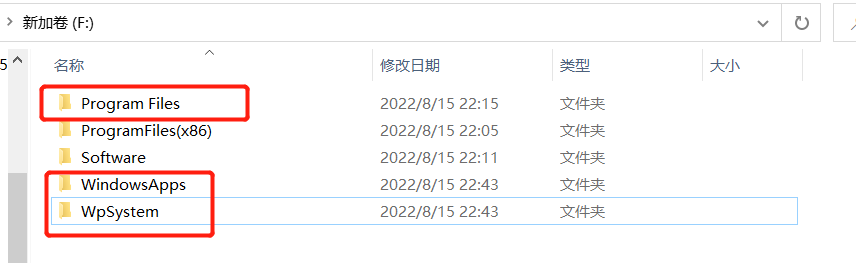 新加卷 (F:)
5
名称 修改日期 类型 大小
Program Files 2022/8/15 22:15 文件夹
ProgramFiles(x86) 2022/8/15 22:05 文件夹
Software 2022/8/15 22:11 文件夹
WindowsApps 2022/8/15 22:43 文件夹
WpSystem 2022/8/15 22:43 文件夹